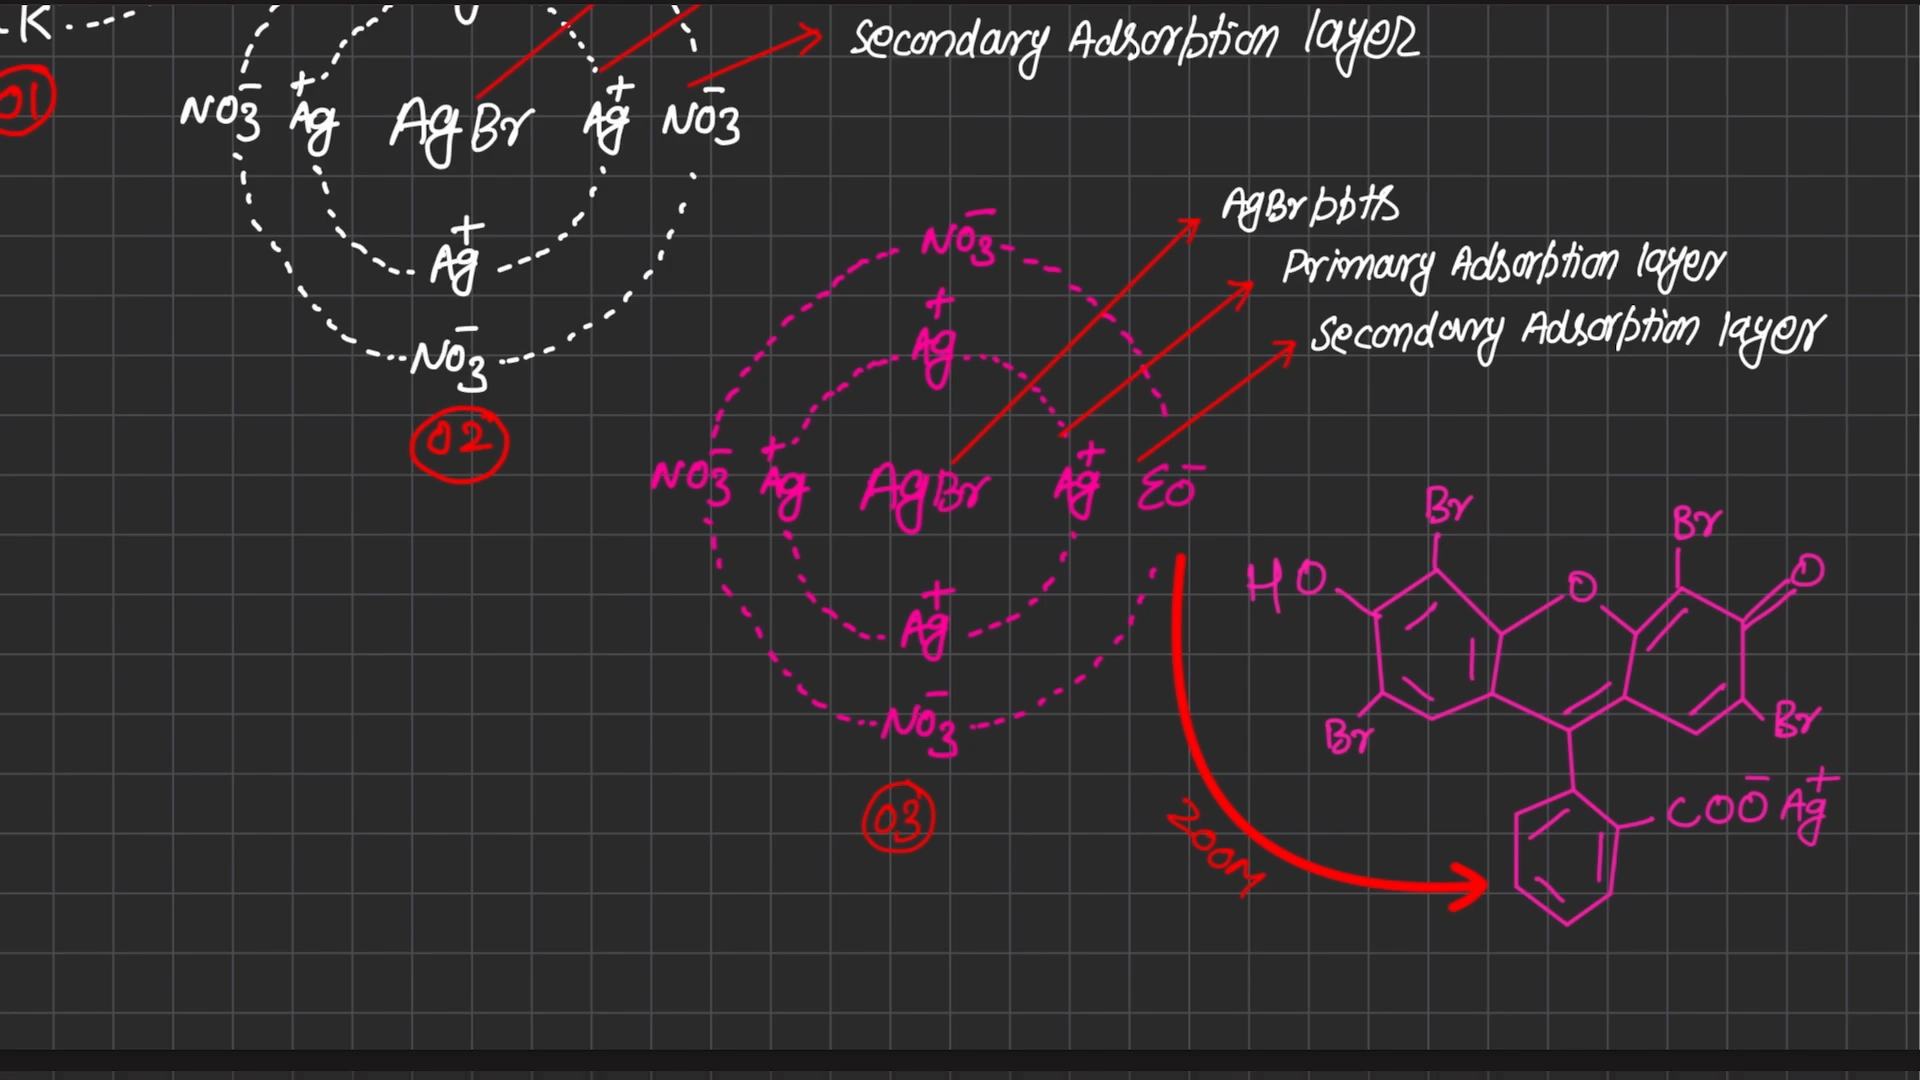 K
Secondary Adsorption layer
01
NO3- Ag+ AgBr Ag+ NO3-
Ag+
NO3-
02
AgBr ppts
Primary Adsorption layer
Secondary Adsorption layer
NO3-
Ag+
NO3- Ag+ AgBr Ag+ EO-
Ag+
NO3-
03
ZOOM
Br Br
HO O O
Br Br
COO- Ag+